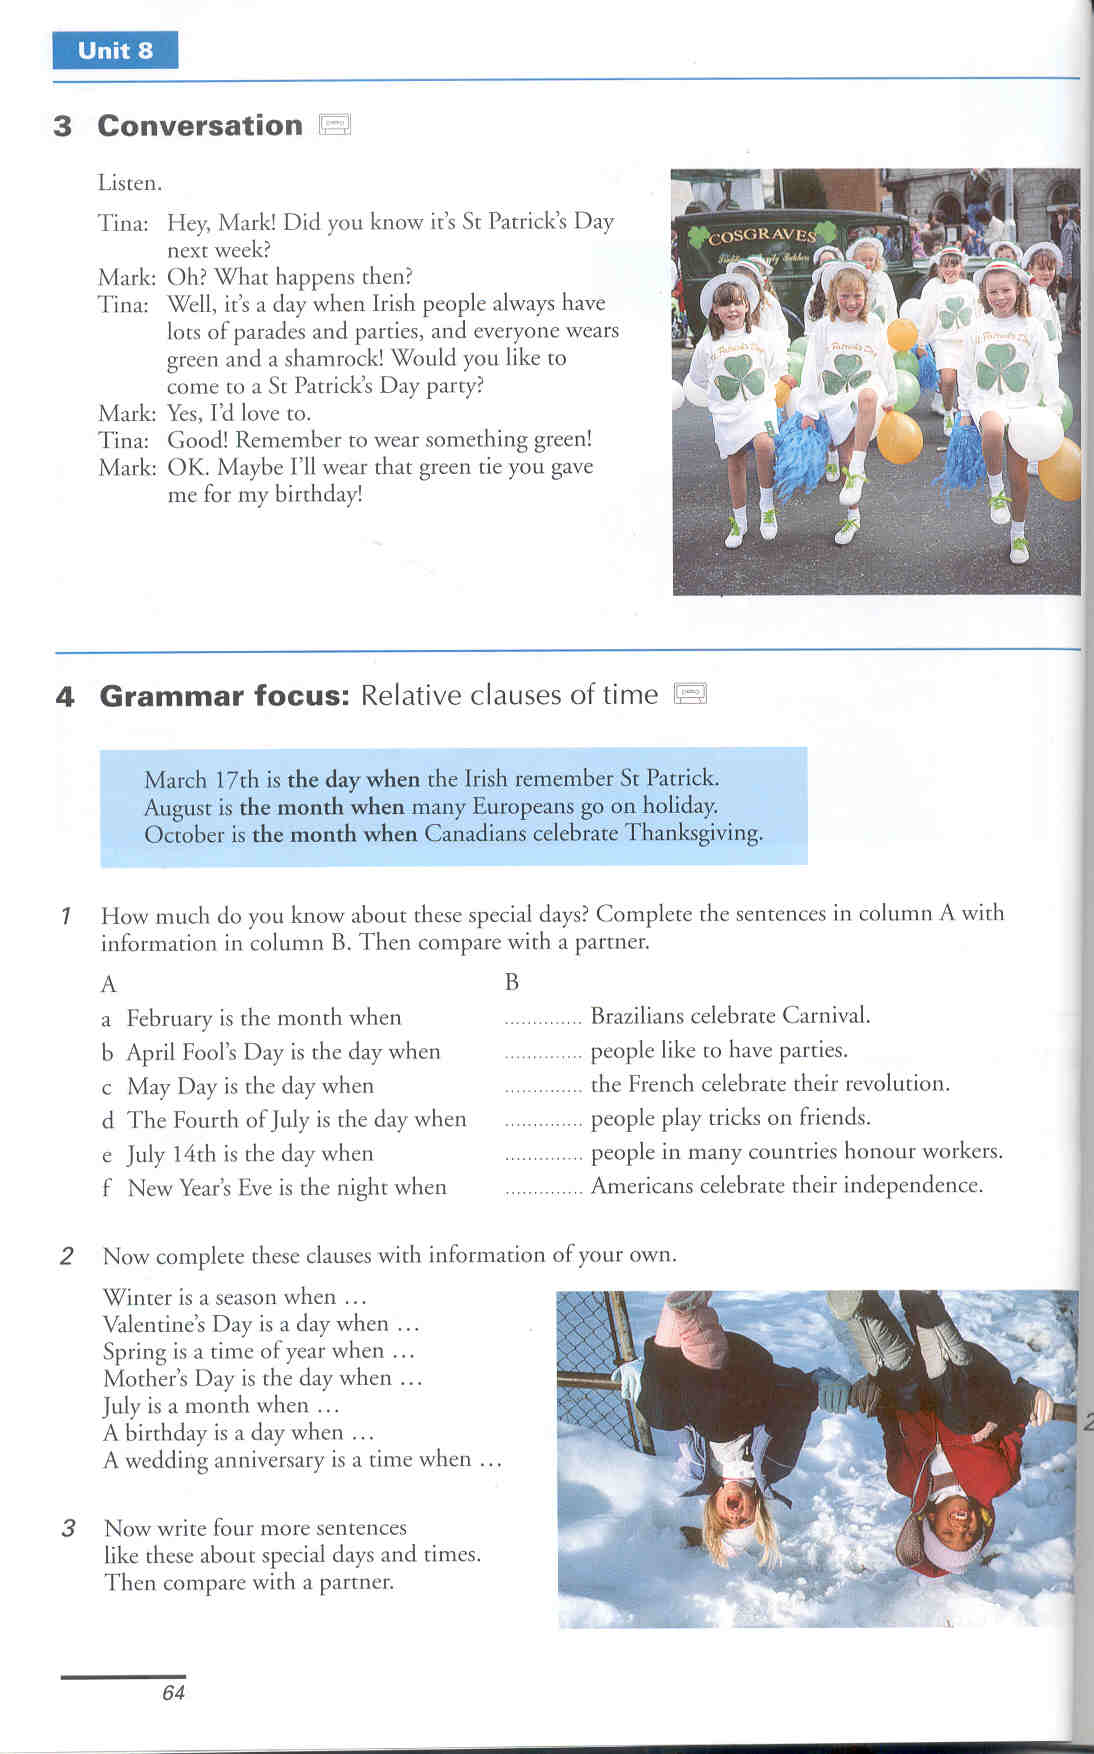 Unit 8
3 Conversation
Listen.
Tina: Hey, Mark! Did you know it's St Patrick's Day
next week?
Mark: Oh? What happens then?
Tina: Well, it's a day when Irish people always have
lots of parades and parties, and everyone wears
green and a shamrock! Would you like to
come to a St Patrick's Day party?
Mark: Yes, I'd love to.
Tina: Good! Remember to wear something green!
Mark: OK. Maybe I'll wear that green tie you gave
me for my birthday!
COSGRAVES
St Patrick's Day
Patrick's Day
St Patrick's Day
4 Grammar focus: Relative clauses of time
March 17th is the day when the Irish remember St Patrick.
August is the month when many Europeans go on holiday.
October is the month when Canadians celebrate Thanksgiving.
1 How much do you know about these special days? Complete the sentences in column A with
information in column B. Then compare with a partner.
A B
a February is the month when .............. Brazilians celebrate Carnival.
b April Fool's Day is the day when .............. people like to have parties.
c May Day is the day when .............. the French celebrate their revolution.
d The Fourth of July is the day when .............. people play tricks on friends.
e July 14th is the day when .............. people in many countries honour workers.
f New Year's Eve is the night when .............. Americans celebrate their independence.
2 Now complete these clauses with information of your own.
Winter is a season when ...
Valentine's Day is a day when ...
Spring is a time of year when ...
Mother's Day is the day when ...
July is a month when ...
A birthday is a day when ...
A wedding anniversary is a time when ...
3 Now write four more sentences
like these about special days and times.
Then compare with a partner.
64
2